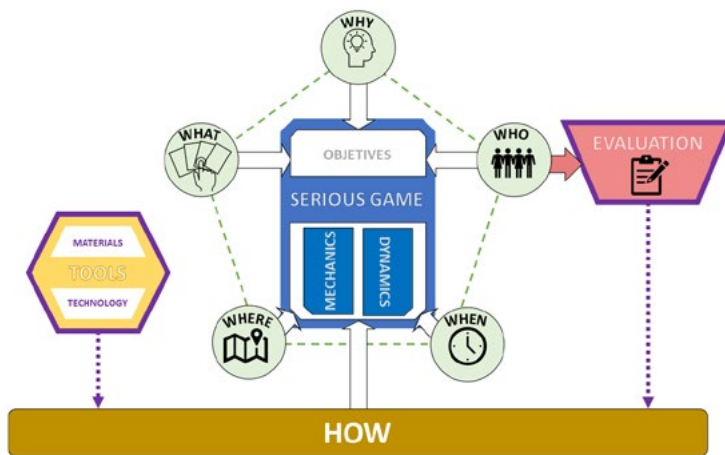 WHY
WHAT
WHO
EVALUATION
OBJETIVES
SERIOUS GAME
MATERIALS
TOOLS
TECHNOLOGY
MECHANICS
DYNAMICS
WHERE
WHEN
HOW